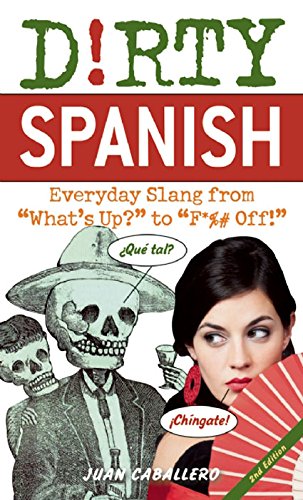 D!RTY
SPANISH
Everyday Slang from
“What’s Up?” to “F*%# Off!”
¿Qué tal?
¡Chíngate!
2nd Edition
JUAN CABALLERO